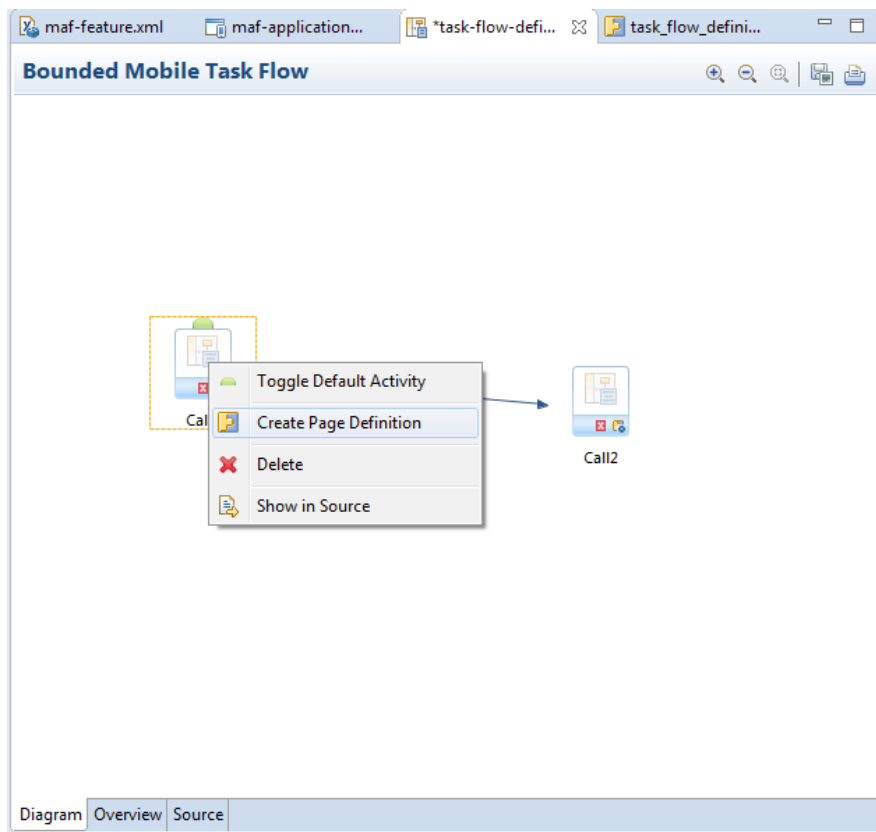 maf-feature.xml
maf-application...
*task-flow-defi...
task_flow_defini...
Bounded Mobile Task Flow
Toggle Default Activity
Cal
Create Page Definition
Call2
Delete
Show in Source
Diagram Overview Source